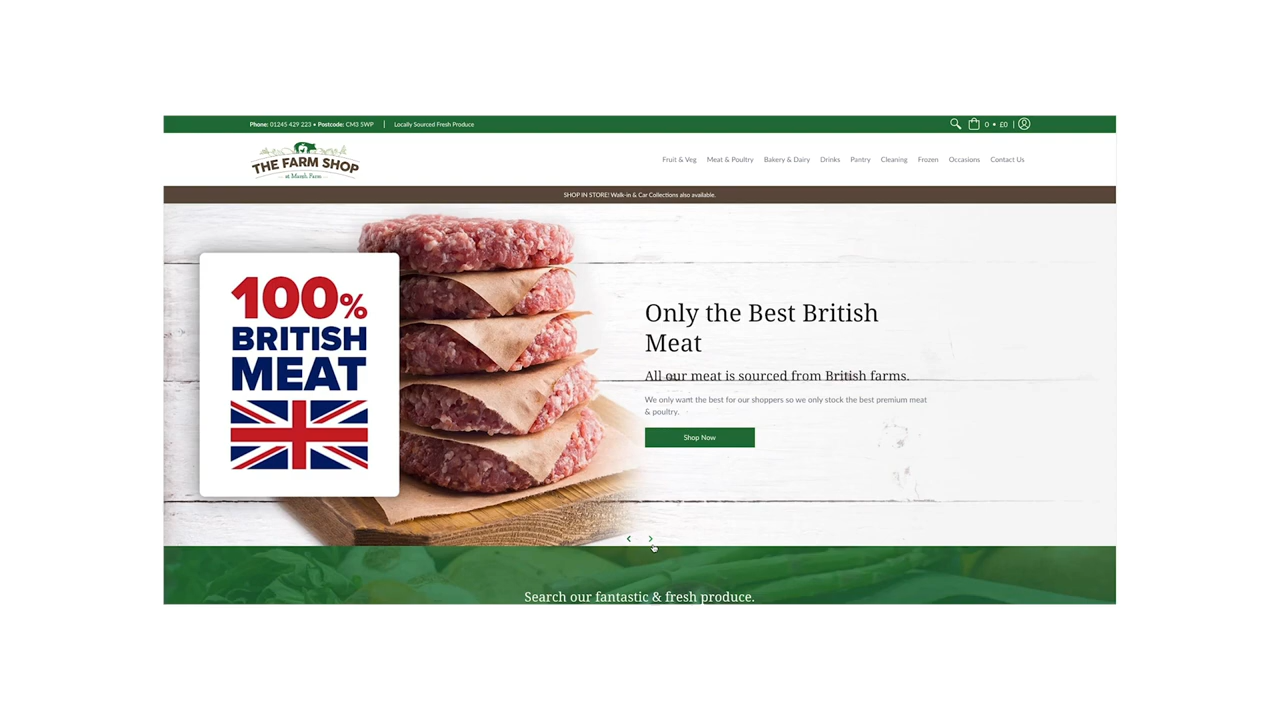 Phone: 01245 429 223 • Postcode: CM3 5WP | Locally Sourced Fresh Produce
0 • £0 |
THE FARM SHOP
at Marsh Farm
Fruit & Veg Meat & Poultry Bakery & Dairy Drinks Pantry Cleaning Frozen Occasions Contact Us
SHOP IN STORE! Walk-in & Car Collections also available.
100%
BRITISH
MEAT
Only the Best British
Meat
All our meat is sourced from British farms.
We only want the best for our shoppers so we only stock the best premium meat
& poultry.
Shop Now
Search our fantastic & fresh produce.